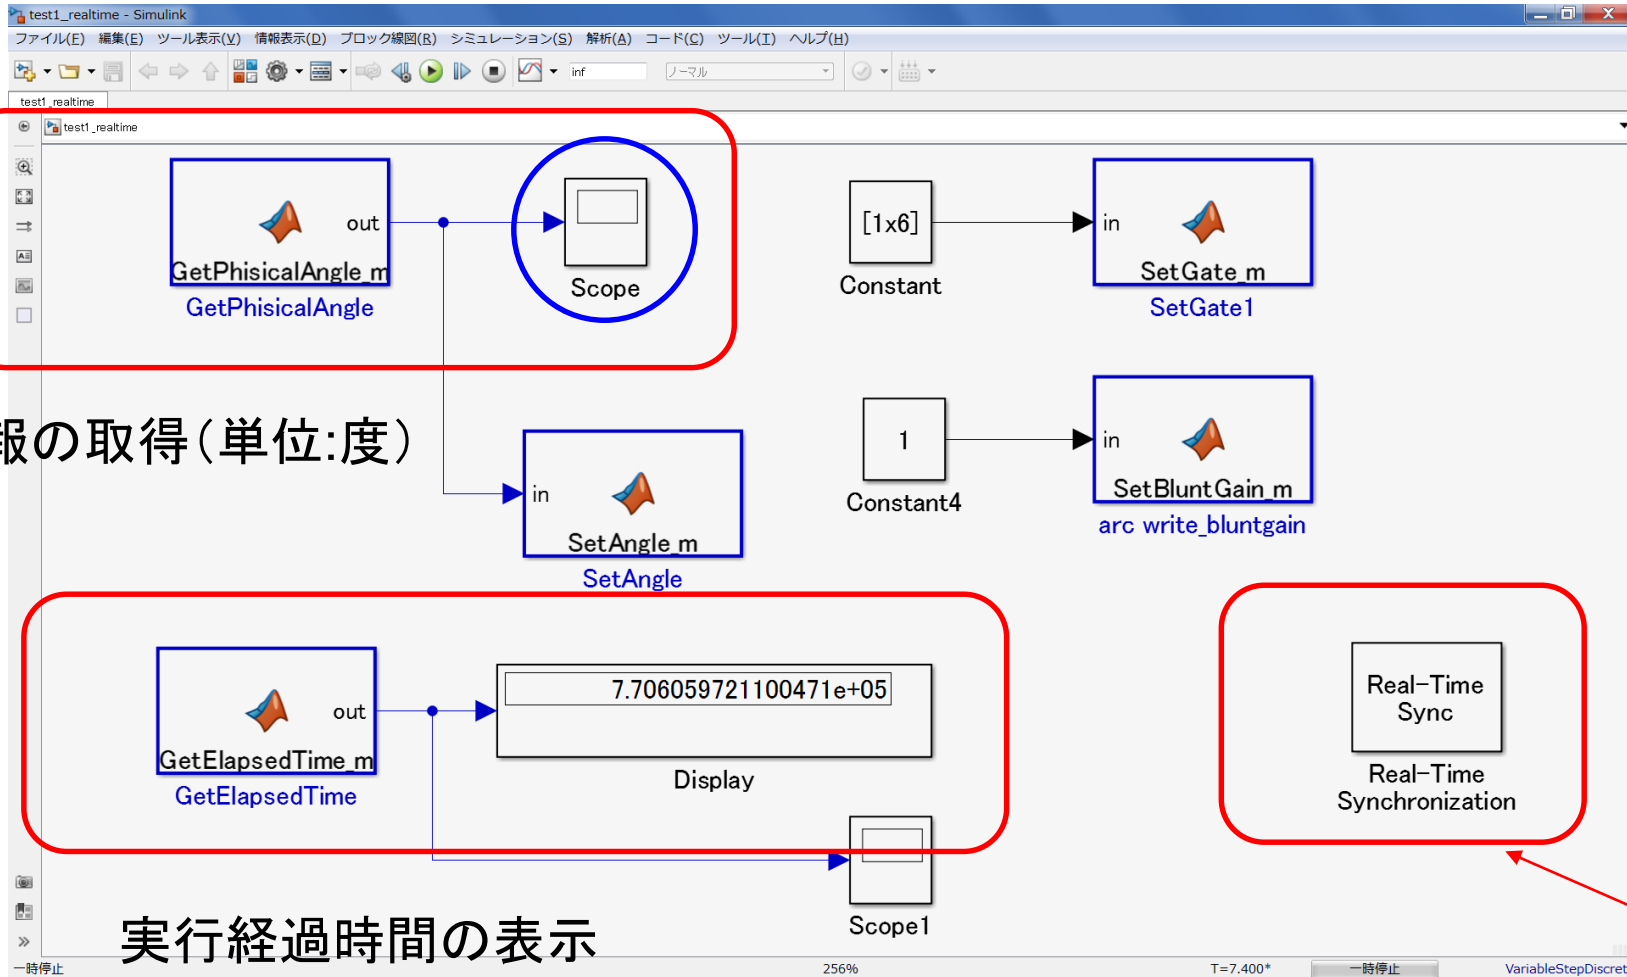 test1_realtime - Simulink
ファイル(F) 編集(E) ツール表示(V) 情報表示(D) ブロック線図(R) シミュレーション(S) 解析(A) コード(C) ツール(T) ヘルプ(H)
inf ノーマル
test1_realtime
test1_realtime
out
GetPhisicalAngle_m
GetPhisicalAngle
Scope
[1x6]
Constant
in
SetGate_m
SetGate1
報の取得(単位:度)
in
SetAngle_m
SetAngle
1
Constant4
in
SetBluntGain_m
arc write_bluntgain
out
GetElapsedTime_m
GetElapsedTime
7.706059721100471e+05
Display
Scope1
Real-Time
Sync
Real-Time
Synchronization
実行経過時間の表示
一時停止 256% T=7.400* 一時停止 VariableStepDiscret